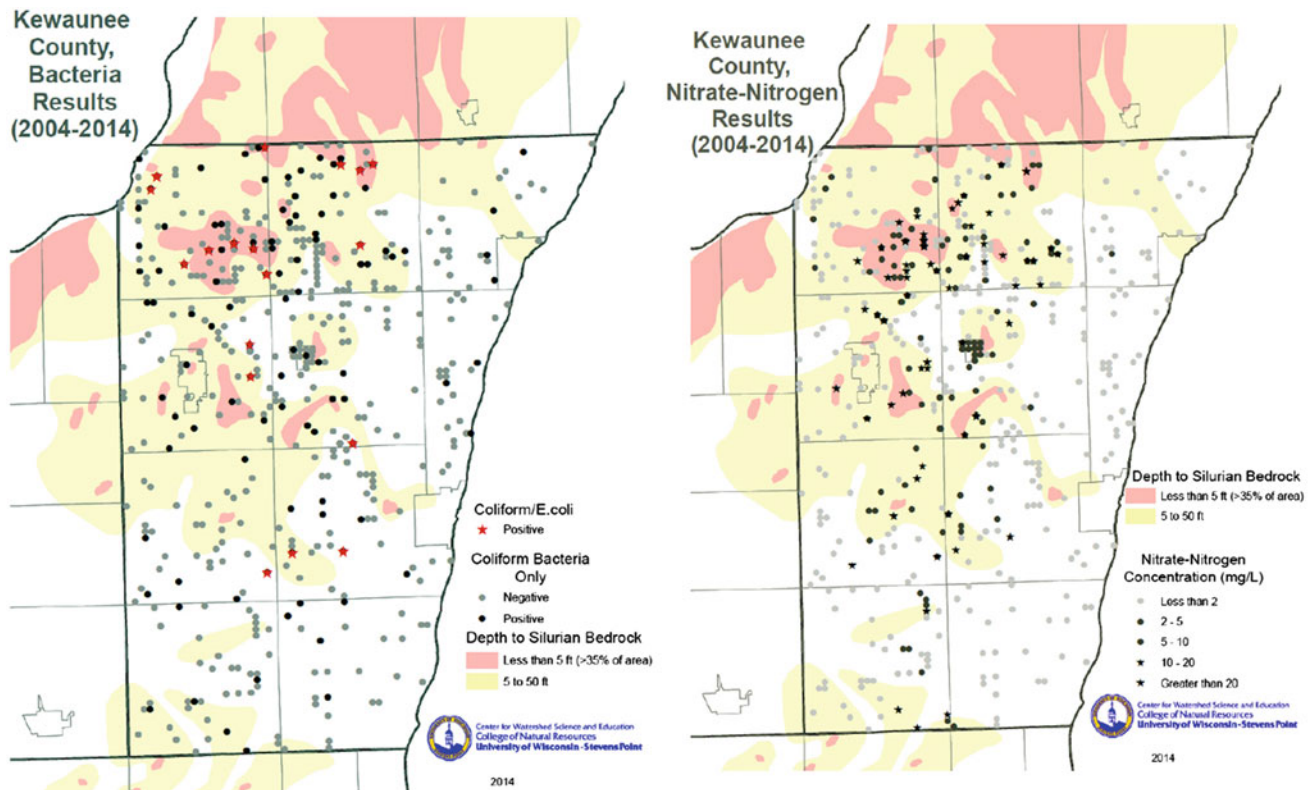 Kewaunee
County,
Bacteria
Results
(2004-2014)
Coliform/E.coli
Positive
Coliform Bacteria
Only
Negative
Positive
Depth to Silurian Bedrock
Less than 5 ft (>35% of area)
5 to 50 ft
Center for Watershed Science and Education
College of Natural Resources
University of Wisconsin - Stevens Point
2014
Kewaunee
County,
Nitrate-Nitrogen
Results
(2004-2014)
Depth to Silurian Bedrock
Less than 5 ft (>35% of area)
5 to 50 ft
Nitrate-Nitrogen
Concentration (mg/L)
Less than 2
2 - 5
5 - 10
10 - 20
Greater than 20
Center for Watershed Science and Education
College of Natural Resources
University of Wisconsin - Stevens Point
2014